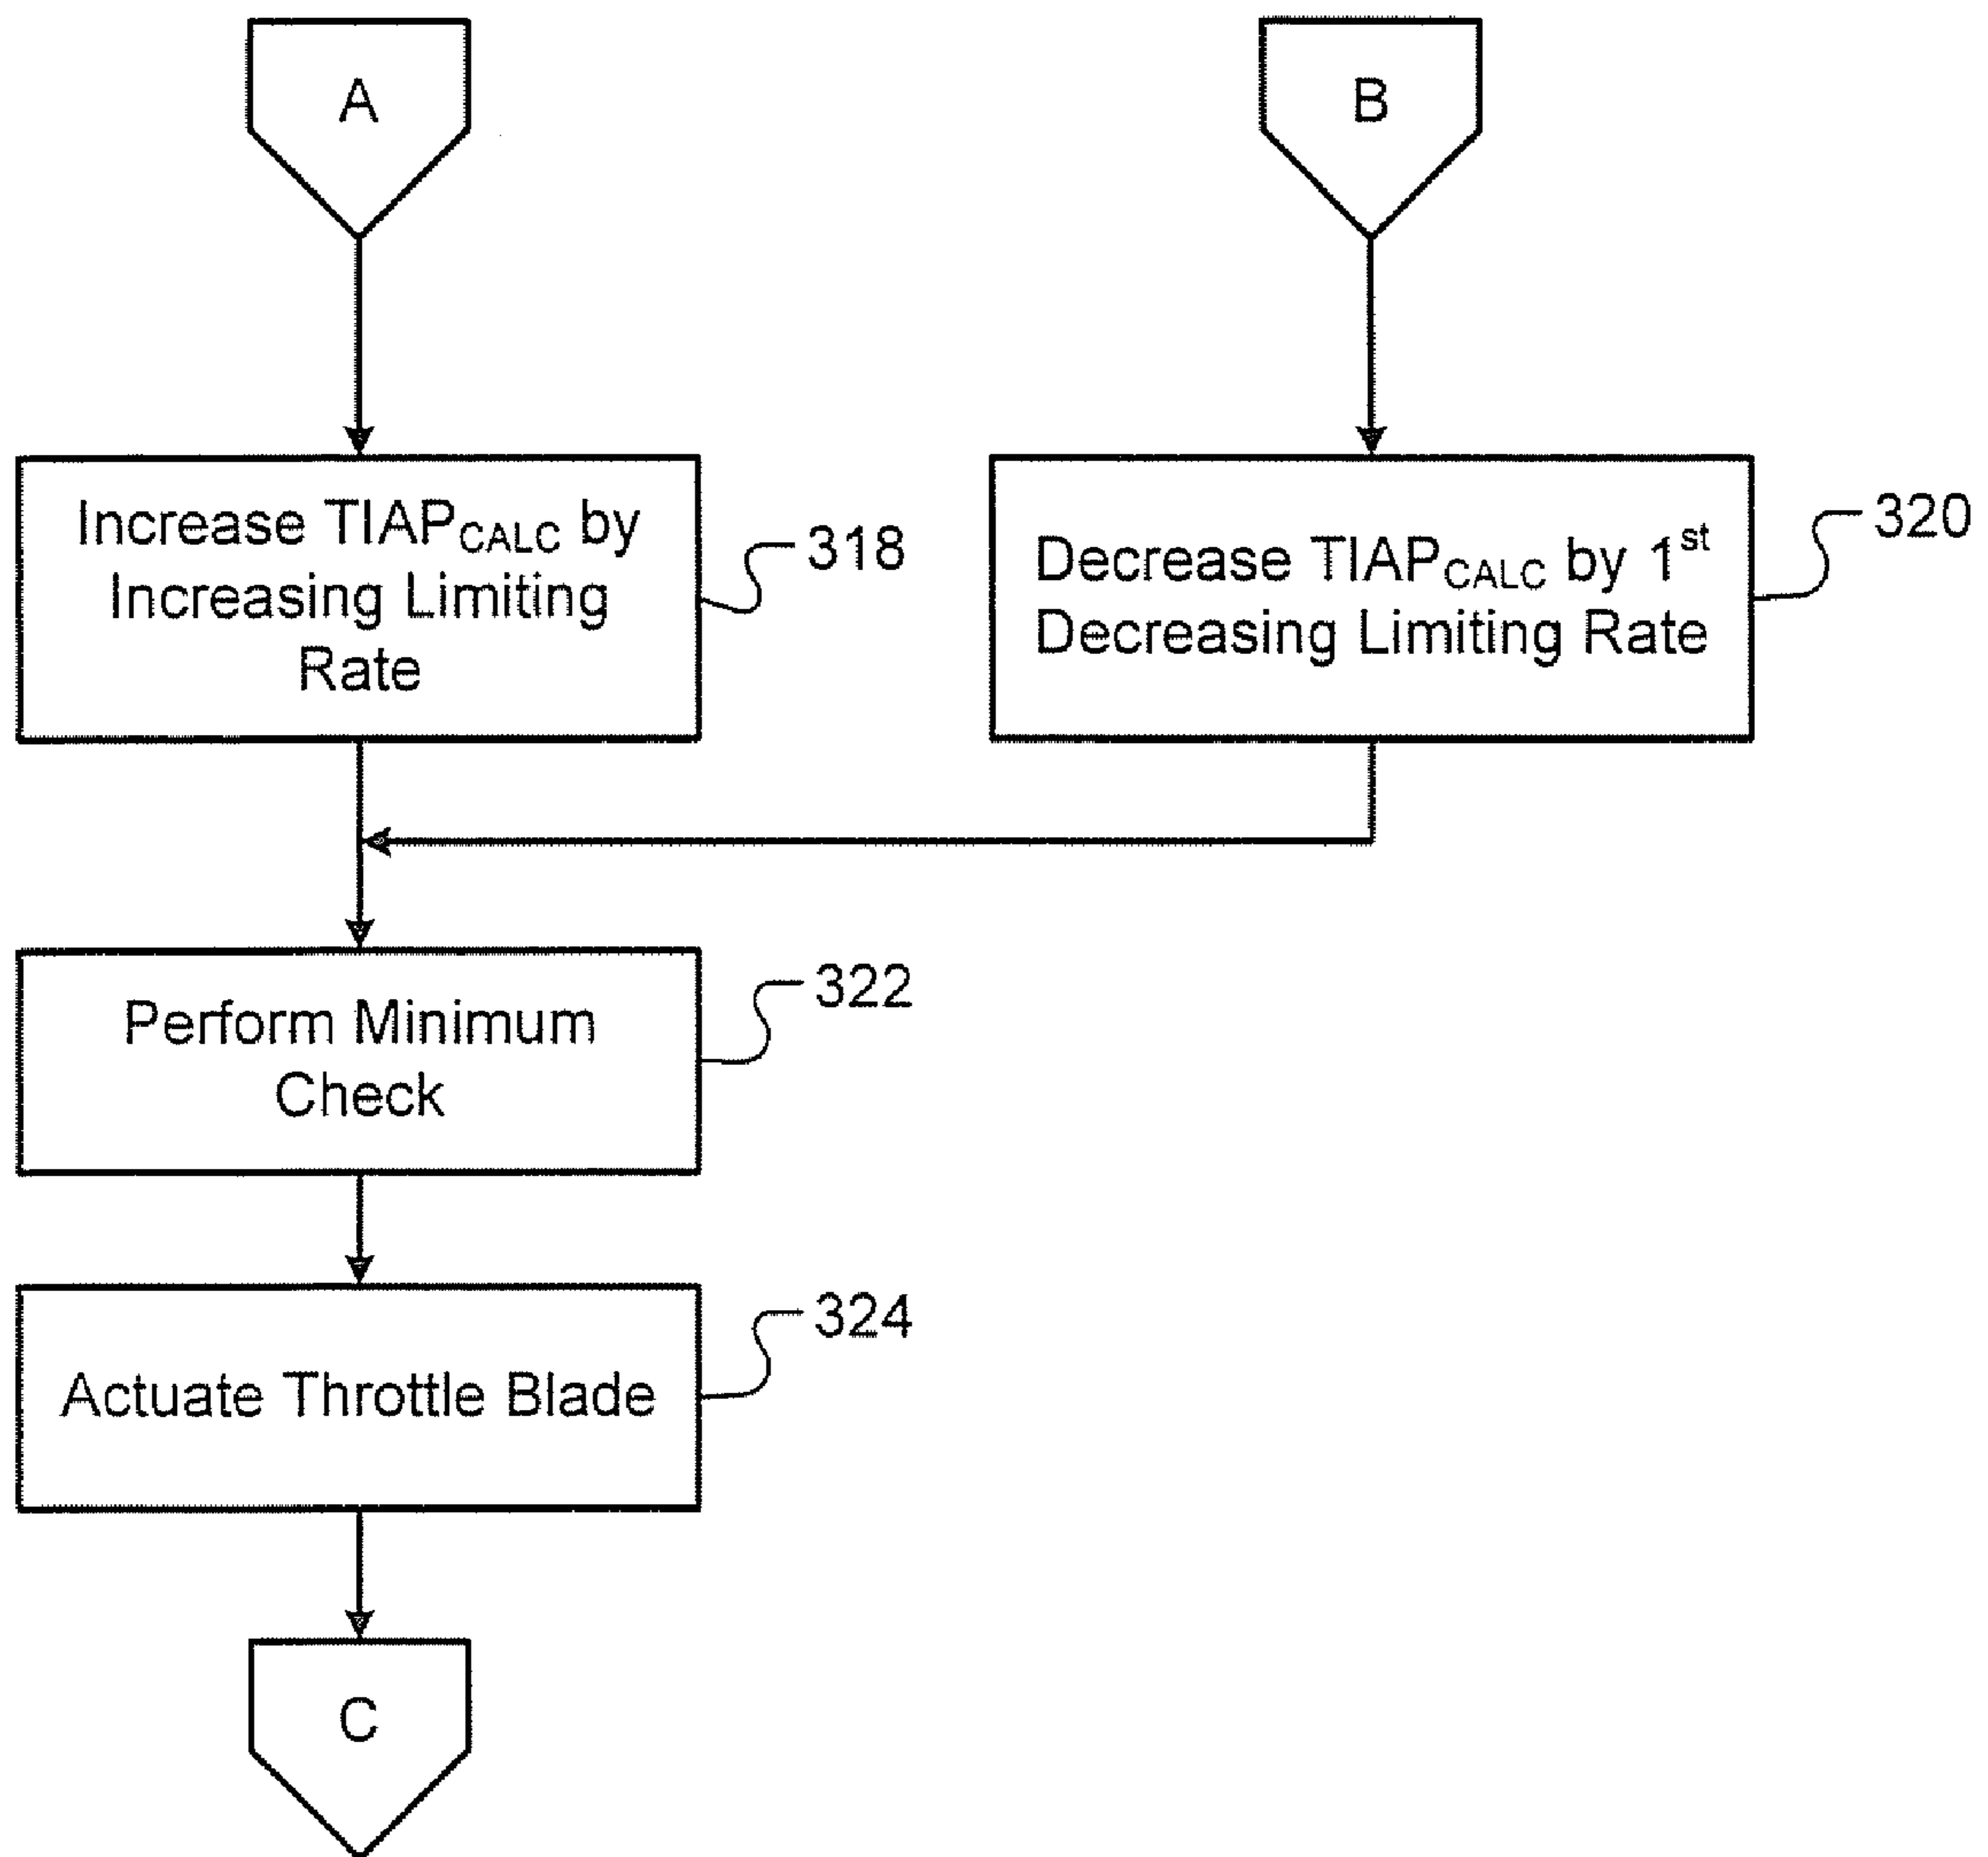 A
B
Increase TIAPCALC by
Increasing Limiting
Rate
318
Decrease TIAPCALC by 1st
Decreasing Limiting Rate
320
Perform Minimum
Check
322
Actuate Throttle Blade
324
C